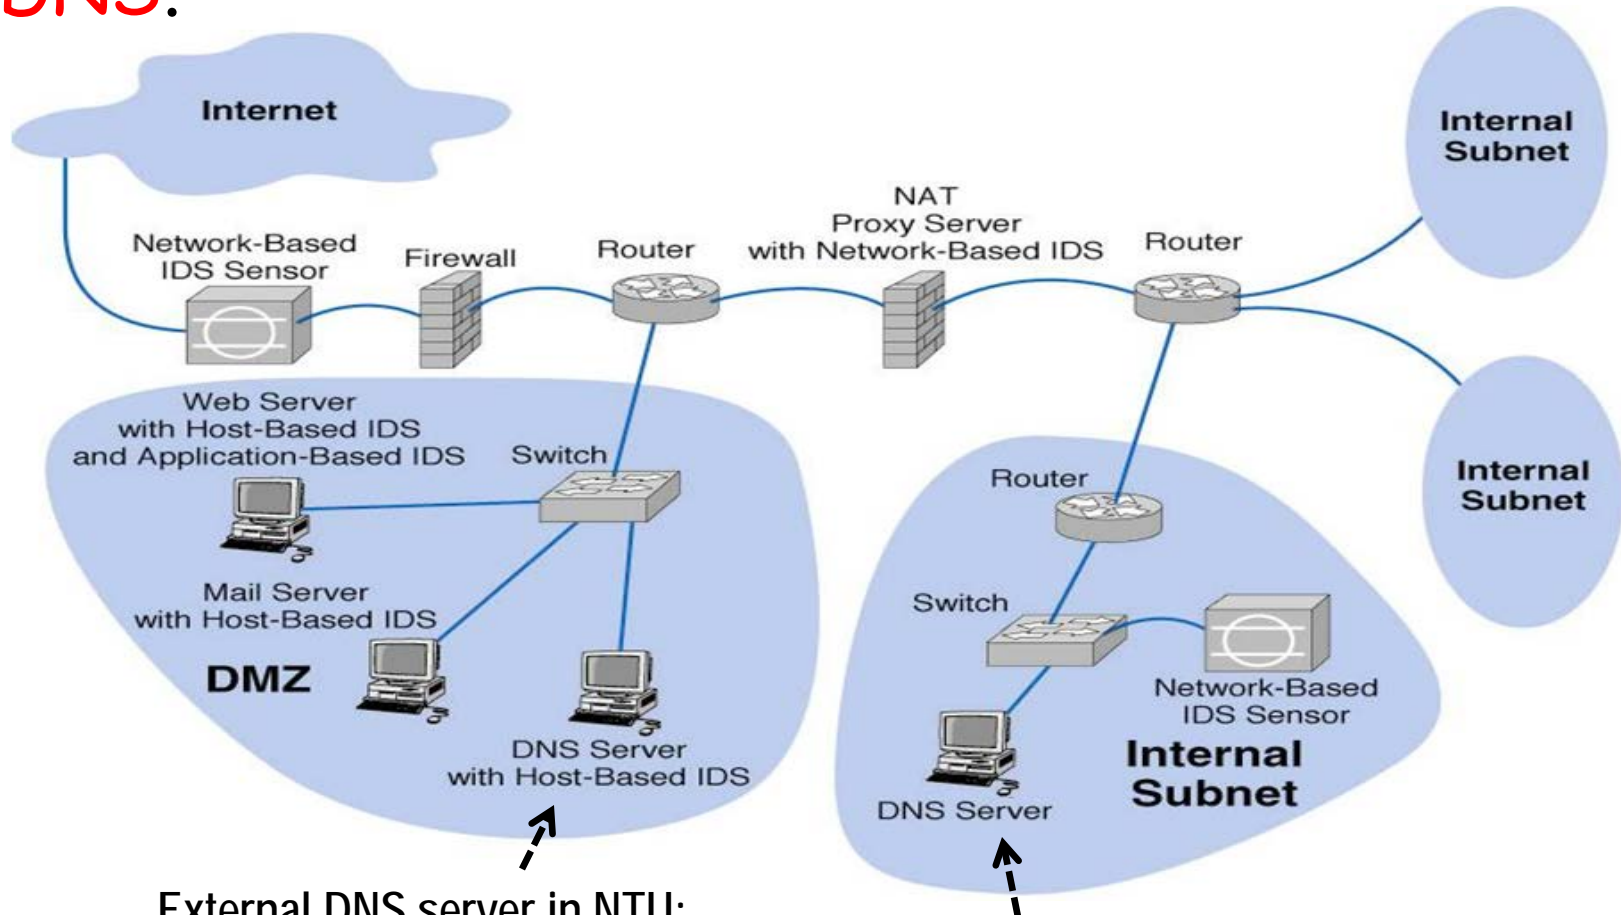 DNS.
Internet
Internal
Subnet
NAT
Proxy Server
with Network-Based IDS
Router
Network-Based
IDS Sensor
Firewall
Router
Web Server
with Host-Based IDS
and Application-Based IDS
Switch
Router
Internal
Subnet
Mail Server
with Host-Based IDS
Switch
DMZ
Network-Based
IDS Sensor
DNS Server
with Host-Based IDS
Internal
Subnet
DNS Server
External DNS server in NTU: